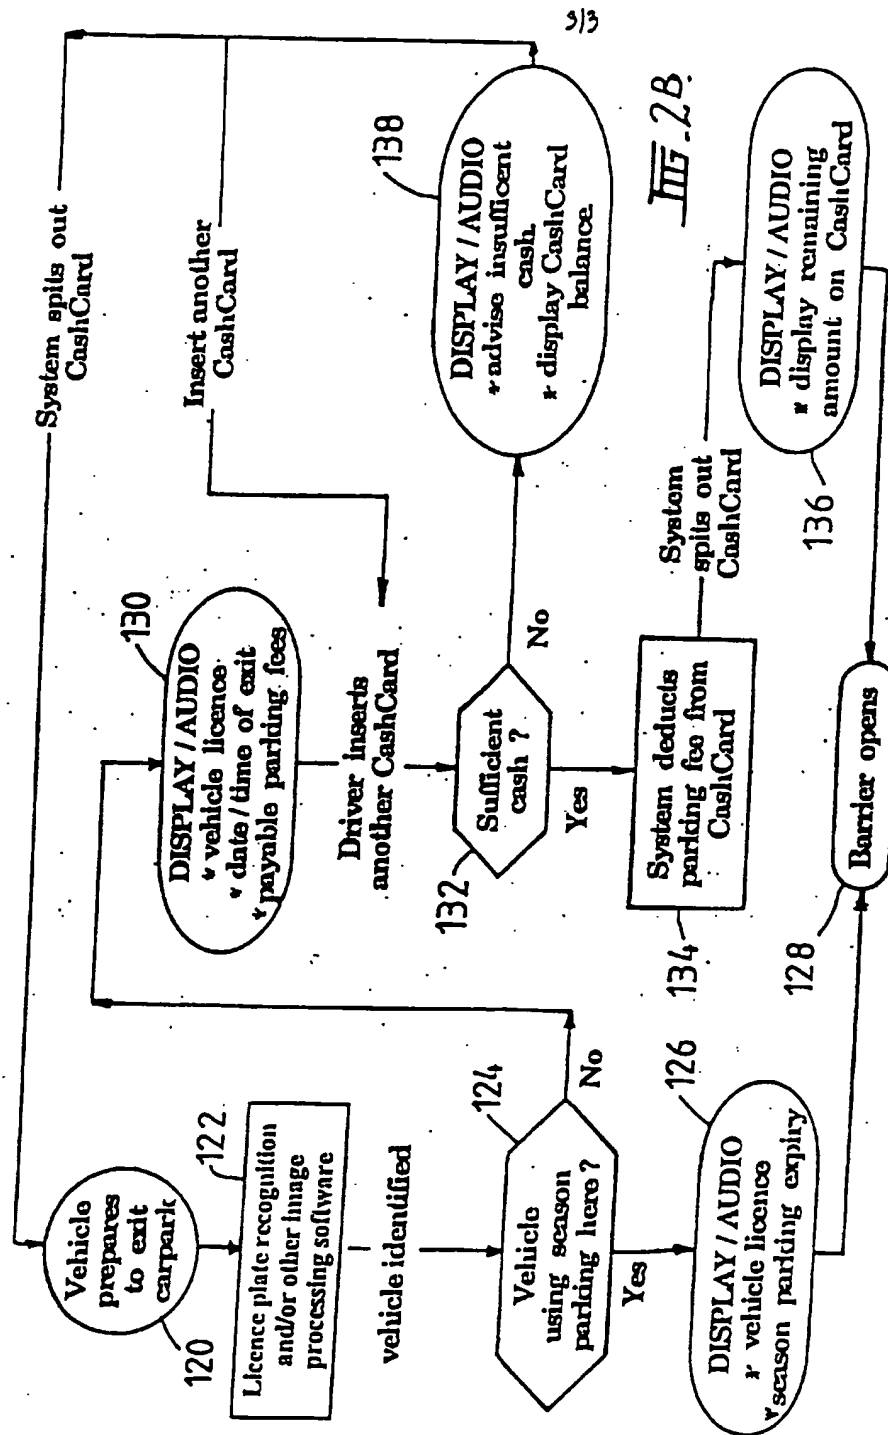 3/3
System spits out
CashCard
Insert another
CashCard
Vehicle
prepares
to exit
carpark
120
Licence plate recognition
and/or other image
processing software
122
vehicle identified
Vehicle
using season
parking here?
124
No
Yes
DISPLAY / AUDIO
* vehicle licence
* season parking expiry
126
DISPLAY / AUDIO
* vehicle licence
* date / time of exit
* payable parking fees
130
Driver inserts
another CashCard
Sufficient
cash ?
132
No
Yes
DISPLAY / AUDIO
* advise insufficent
cash.
* display CashCard
balance.
138
System deducts
parking fee from
CashCard
134
System
spits out
CashCard
DISPLAY / AUDIO
* display remaining
amount on CashCard
136
Barrier opens
128
FIG. 2B.